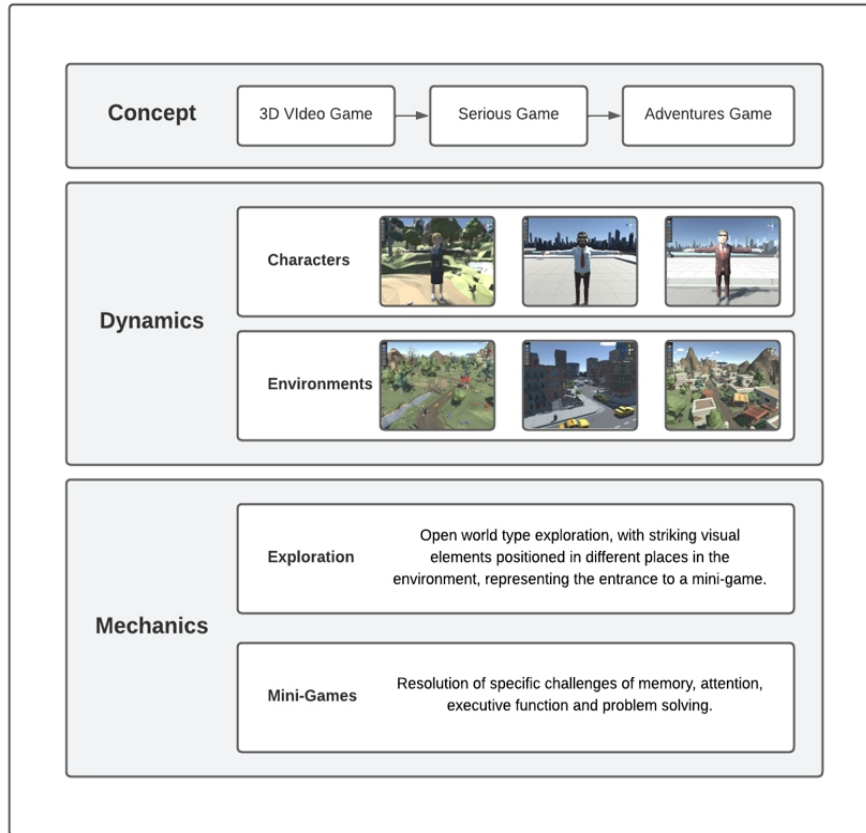 Concept
3D VIdeo Game
Serious Game
Adventures Game
Dynamics
Characters
Environments
Mechanics
Exploration
Open world type exploration, with striking visual
elements positioned in different places in the
environment, representing the entrance to a mini-game.
Mini-Games
Resolution of specific challenges of memory, attention,
executive function and problem solving.